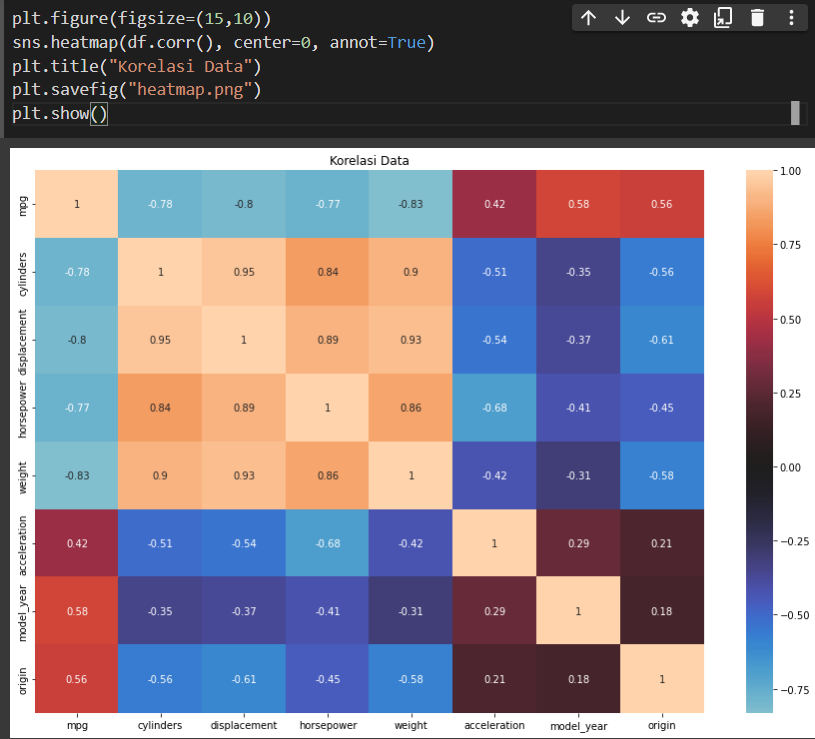 plt.figure(figsize=(15,10))
sns.heatmap(df.corr(), center=0, annot=True)
plt.title("Korelasi Data")
plt.savefig("heatmap.png")
plt.show()
Korelasi Data
mpg 1 -0.78 -0.8 -0.77 -0.83 0.42 0.58 0.56
cylinders -0.78 1 0.95 0.84 0.9 -0.51 -0.35 -0.56
displacement -0.8 0.95 1 0.89 0.93 -0.54 -0.37 -0.61
horsepower -0.77 0.84 0.89 1 0.86 -0.68 -0.41 -0.45
weight -0.83 0.9 0.93 0.86 1 -0.42 -0.31 -0.58
acceleration 0.42 -0.51 -0.54 -0.68 -0.42 1 0.29 0.21
model_year 0.58 -0.35 -0.37 -0.41 -0.31 0.29 1 0.18
origin 0.56 -0.56 -0.61 -0.45 -0.58 0.21 0.18 1
mpg cylinders displacement horsepower weight acceleration model_year origin
1.00
0.75
0.50
0.25
0.00
−0.25
−0.50
−0.75